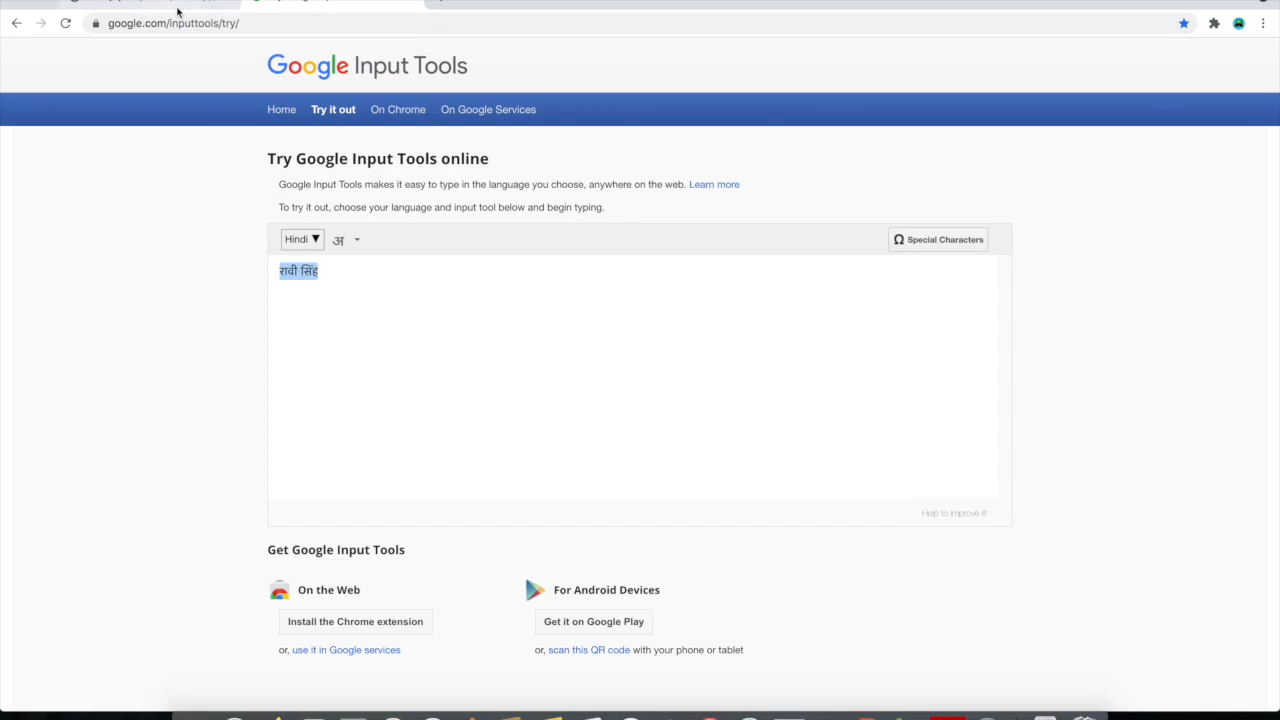 google.com/inputtools/try/
Google Input Tools
Home Try it out On Chrome On Google Services
Try Google Input Tools online
Google Input Tools makes it easy to type in the language you choose, anywhere on the web. Learn more
To try it out, choose your language and input tool below and begin typing.
Hindi ▼ अ Ω Special Characters
रावी सिंह
Help to improve it!
Get Google Input Tools
On the Web For Android Devices
Install the Chrome extension Get it on Google Play
or, use it in Google services or, scan this QR code with your phone or tablet